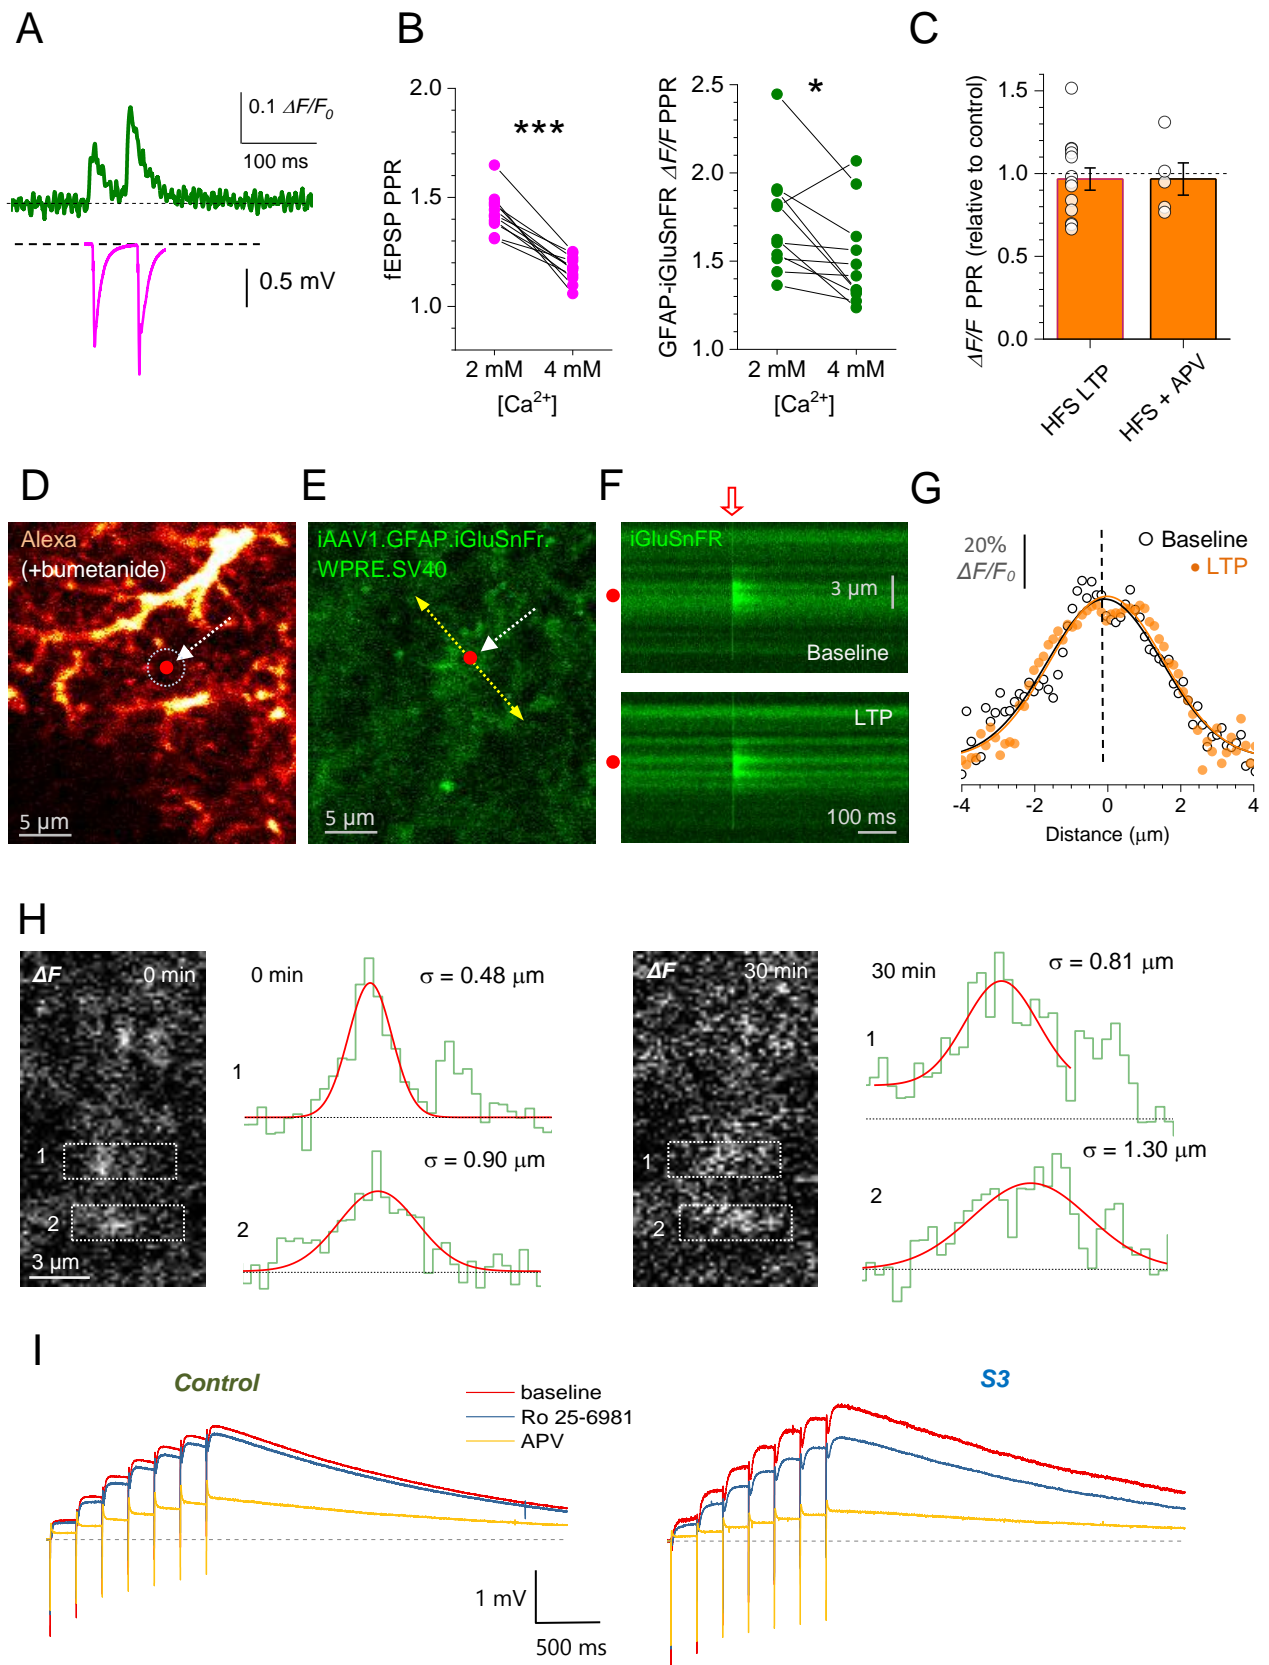 A
0.1 ΔF/F0
100 ms
0.5 mV
B
fEPSP PPR
2.0
1.5
1.0
***
2 mM 4 mM
[Ca2+]
GFAP-iGluSnFR ΔF/F PPR
2.5
2.0
1.5
1.0
*
2 mM 4 mM
[Ca2+]
C
ΔF/F PPR (relative to control)
1.5
1.0
0.5
0.0
HFS LTP
HFS + APV
D
Alexa
(+bumetanide)
5 μm
E
iAAV1.GFAP.iGluSnFr.
WPRE.SV40
5 μm
F
iGluSnFR
3 μm
Baseline
LTP
100 ms
G
20%
ΔF/F0
Baseline
LTP
-4 -2 0 2 4
Distance (μm)
H
ΔF 0 min
1
2
3 μm
0 min
σ = 0.48 μm
1
σ = 0.90 μm
2
ΔF 30 min
1
2
30 min
σ = 0.81 μm
1
σ = 1.30 μm
2
I
Control
baseline
Ro 25-6981
APV
S3
1 mV
500 ms